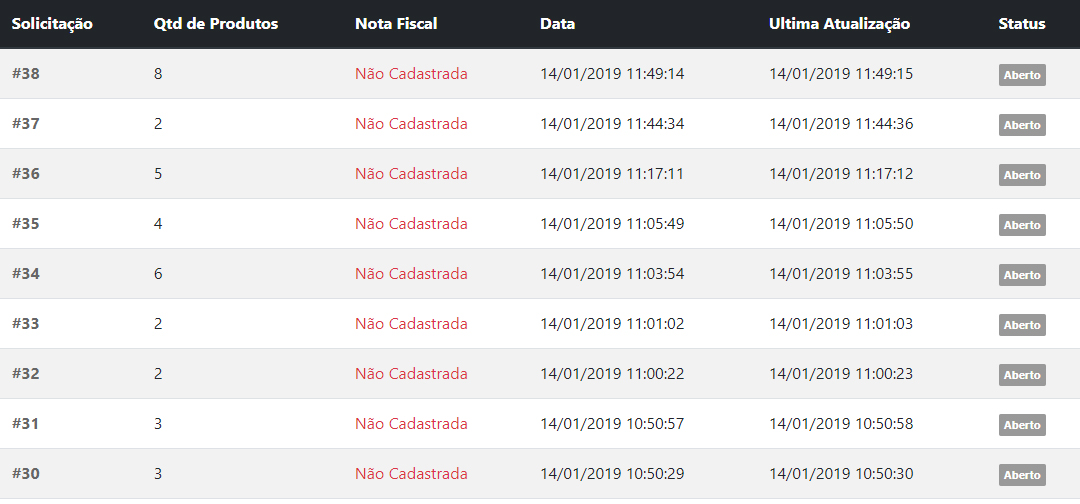 Solicitação Qtd de Produtos Nota Fiscal Data Ultima Atualização Status
#38 8 Não Cadastrada 14/01/2019 11:49:14 14/01/2019 11:49:15 Aberto
#37 2 Não Cadastrada 14/01/2019 11:44:34 14/01/2019 11:44:36 Aberto
#36 5 Não Cadastrada 14/01/2019 11:17:11 14/01/2019 11:17:12 Aberto
#35 4 Não Cadastrada 14/01/2019 11:05:49 14/01/2019 11:05:50 Aberto
#34 6 Não Cadastrada 14/01/2019 11:03:54 14/01/2019 11:03:55 Aberto
#33 2 Não Cadastrada 14/01/2019 11:01:02 14/01/2019 11:01:03 Aberto
#32 2 Não Cadastrada 14/01/2019 11:00:22 14/01/2019 11:00:23 Aberto
#31 3 Não Cadastrada 14/01/2019 10:50:57 14/01/2019 10:50:58 Aberto
#30 3 Não Cadastrada 14/01/2019 10:50:29 14/01/2019 10:50:30 Aberto